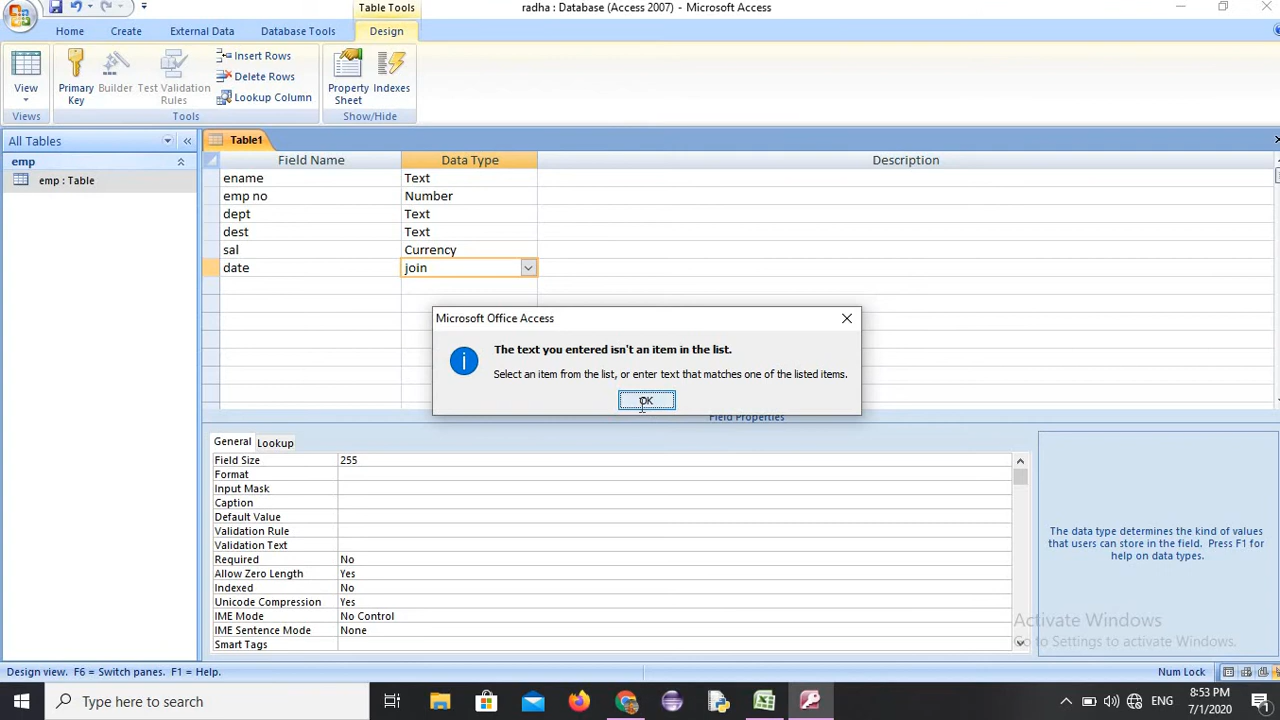 Table Tools
radha : Database (Access 2007) - Microsoft Access
Home Create External Data Database Tools Design
View
Primary Key
Builder
Test Validation Rules
Insert Rows
Delete Rows
Lookup Column
Property Sheet
Indexes
Views Tools Show/Hide
All Tables
emp
emp : Table
Table1
Field Name Data Type Description
ename Text
emp no Number
dept Text
dest Text
sal Currency
date join
Microsoft Office Access
The text you entered isn't an item in the list.
Select an item from the list, or enter text that matches one of the listed items.
OK
Field Properties
General Lookup
Field Size 255
Format
Input Mask
Caption
Default Value
Validation Rule
Validation Text
Required No
Allow Zero Length Yes
Indexed No
Unicode Compression Yes
IME Mode No Control
IME Sentence Mode None
Smart Tags
The data type determines the kind of values
that users can store in the field. Press F1 for
help on data types.
Activate Windows
Go to Settings to activate Windows.
Design view. F6 = Switch panes. F1 = Help.
Num Lock
Type here to search
ENG
8:53 PM
7/1/2020
1